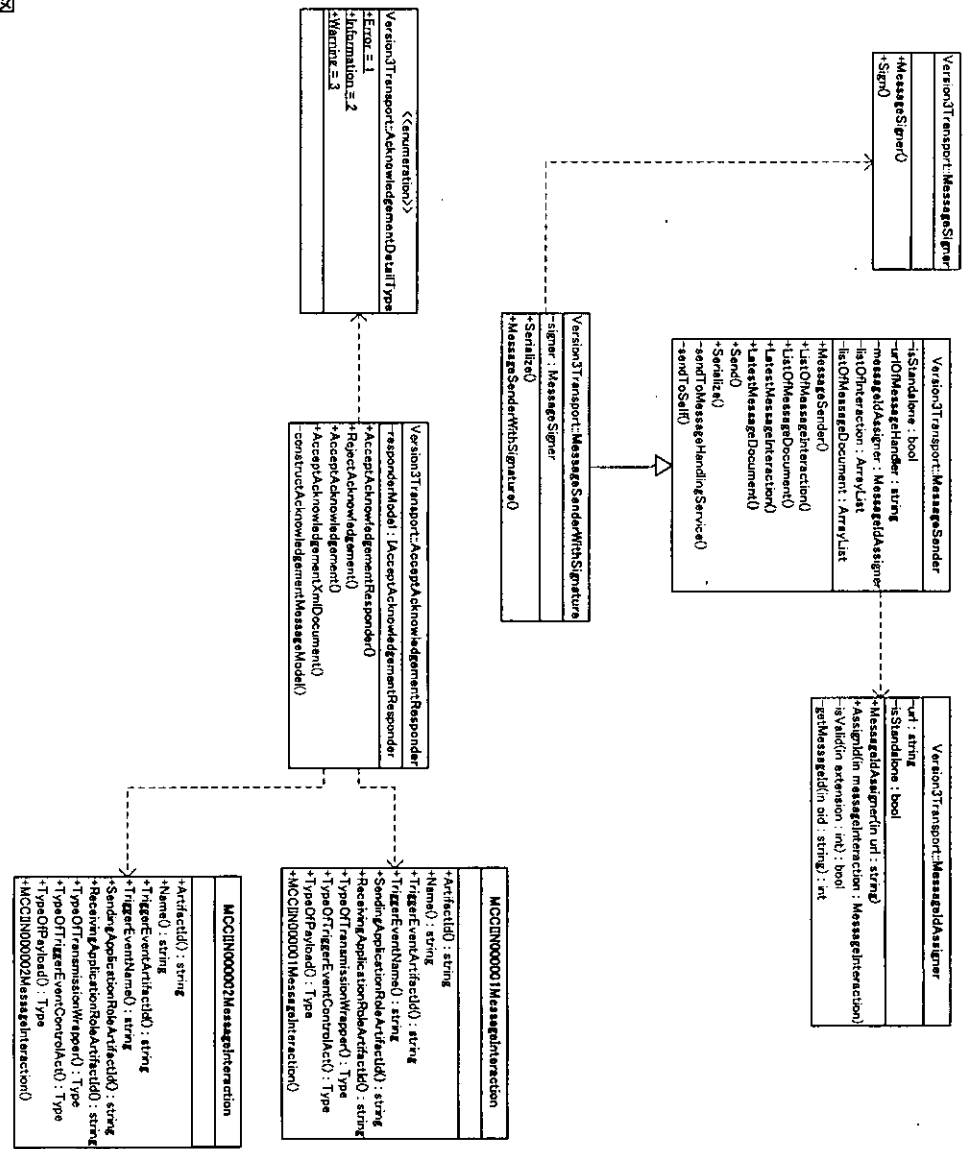 Version3Transport::MessageSigner
+MessageSigner()
+Sign()
Version3Transport::MessageSender
-isStandalone : bool
-urlOfMessageHandler : string
-messageIdAssigner : MessageIdAssigner
-listOfInteraction : ArrayList
-listOfMessageDocument : ArrayList
+MessageSender()
+ListOfMessageInteraction()
+ListOfMessageDocument()
+LatestMessageInteraction()
+LatestMessageDocument()
+Send()
+Serialize()
-sendToMessageHandlingService()
-sendToSelf()
Version3Transport::MessageIdAssigner
-url : string
-isStandalone : bool
+MessageIdAssigner(in url : string)
+AssignId(in messageInteraction : MessageInteraction)
-isValid(in extension : int) : bool
-getMessageId(in oid : string) : int
Version3Transport::MessageSenderWithSignature
-signer : MessageSigner
+Serialize()
+MessageSenderWithSignature()
<<enumeration>>
Version3Transport::AcknowledgementDetailType
+Error = 1
+Information = 2
+Warning = 3
Version3Transport::AcceptAcknowledgementResponder
-responderModel : IAcceptAcknowledgementResponder
+AcceptAcknowledgementResponder()
+RejectAcknowledgement()
+AcceptAcknowledgement()
+AcceptAcknowledgementXmlDocument()
-constructAcknowledgementMessageModel()
MCCIIN000001MessageInteraction
+ArtifactId() : string
+Name() : string
+TriggerEventArtifactId() : string
+TriggerEventName() : string
+SendingApplicationRoleArtifactId() : string
+ReceivingApplicationRoleArtifactId() : string
+TypeOfTransmissionWrapper() : Type
+TypeOfTriggerEventControlAct() : Type
+TypeOfPayload() : Type
+MCCIIN000001MessageInteraction()
MCCIIN000002MessageInteraction
+ArtifactId() : string
+Name() : string
+TriggerEventArtifactId() : string
+TriggerEventName() : string
+SendingApplicationRoleArtifactId() : string
+ReceivingApplicationRoleArtifactId() : string
+TypeOfTransmissionWrapper() : Type
+TypeOfTriggerEventControlAct() : Type
+TypeOfPayload() : Type
+MCCIIN000002MessageInteraction()